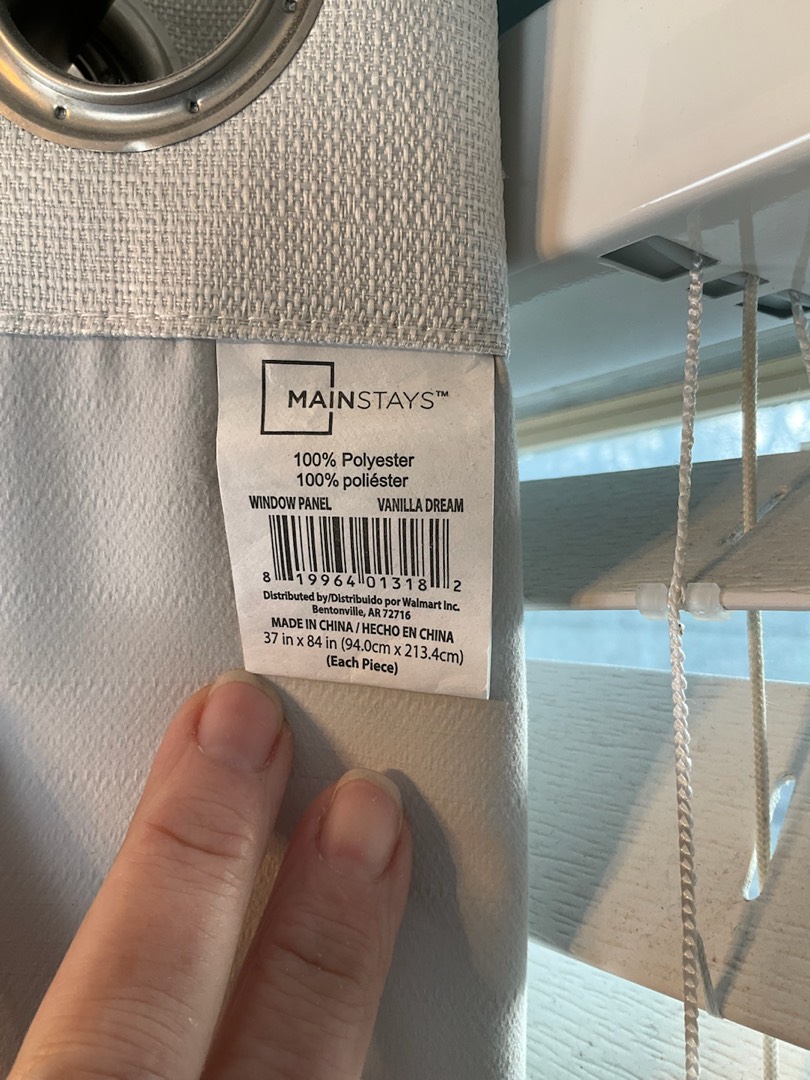 MAINSTAYS™
100% Polyester
100% poliéster
WINDOW PANEL VANILLA DREAM
8 19964 01318 2
Distributed by/Distribuido por Walmart Inc.
Bentonville, AR 72716
MADE IN CHINA / HECHO EN CHINA
37 in x 84 in (94.0cm x 213.4cm)
(Each Piece)